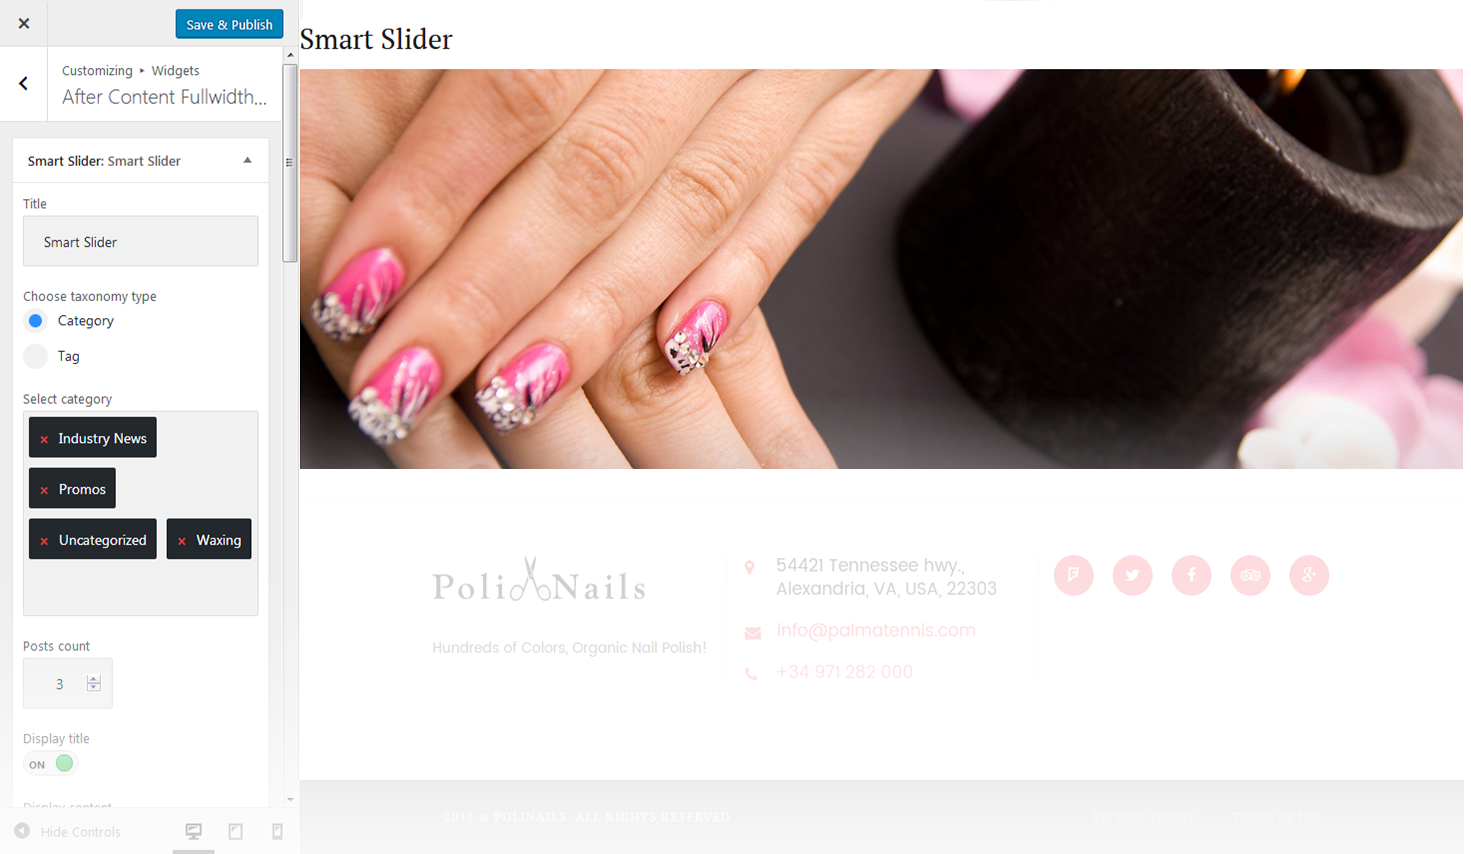 Save & Publish
Customizing ▸ Widgets
After Content Fullwidth...
Smart Slider: Smart Slider
Title
Smart Slider
Choose taxonomy type
Category
Tag
Select category
× Industry News
× Promos
× Uncategorized × Waxing
Posts count
3
Display title
ON
Display content
Hide Controls
Smart Slider
Poli Nails
Hundreds of Colors, Organic Nail Polish!
54421 Tennessee hwy.,
Alexandria, VA, USA, 22303
info@palmatennis.com
+34 971 282 000
2017 © POLINAILS. ALL RIGHTS RESERVED
PRIVACY POLICY TERMS OF USE